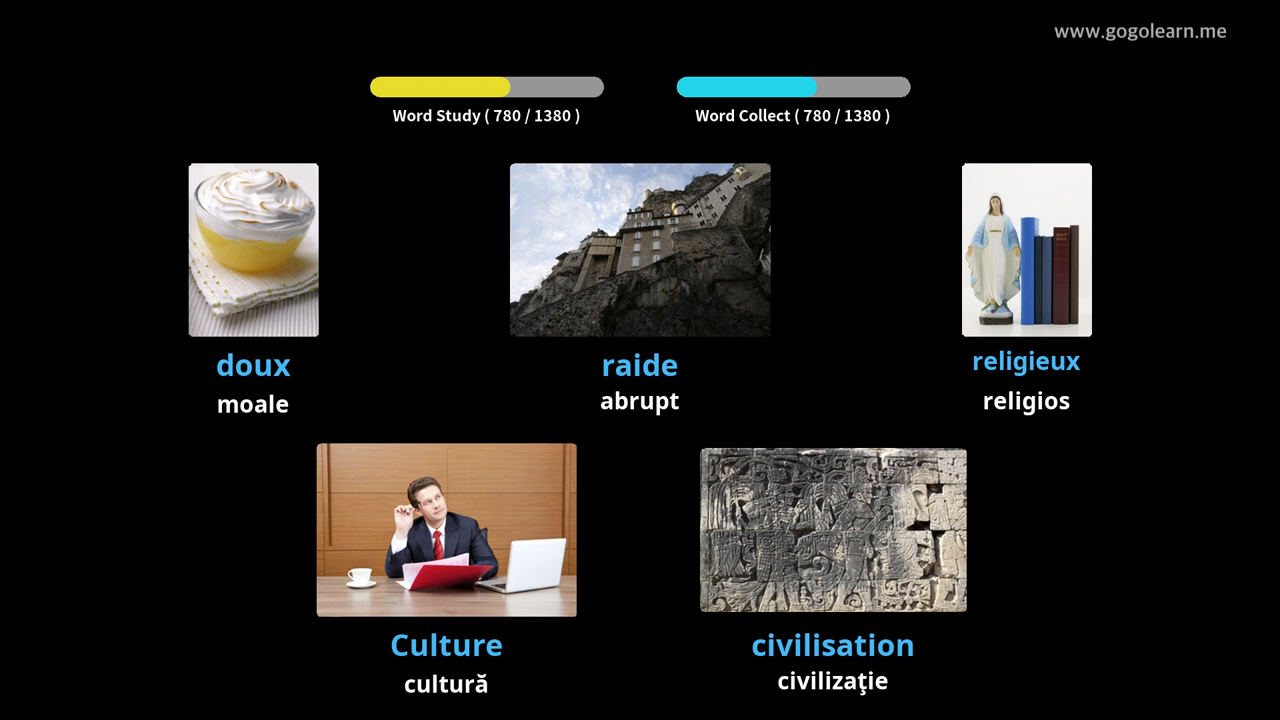 www.gogolearn.me
Word Study ( 780 / 1380 )
Word Collect ( 780 / 1380 )
doux
moale
raide
abrupt
religieux
religios
Culture
cultură
civilisation
civilizaţie